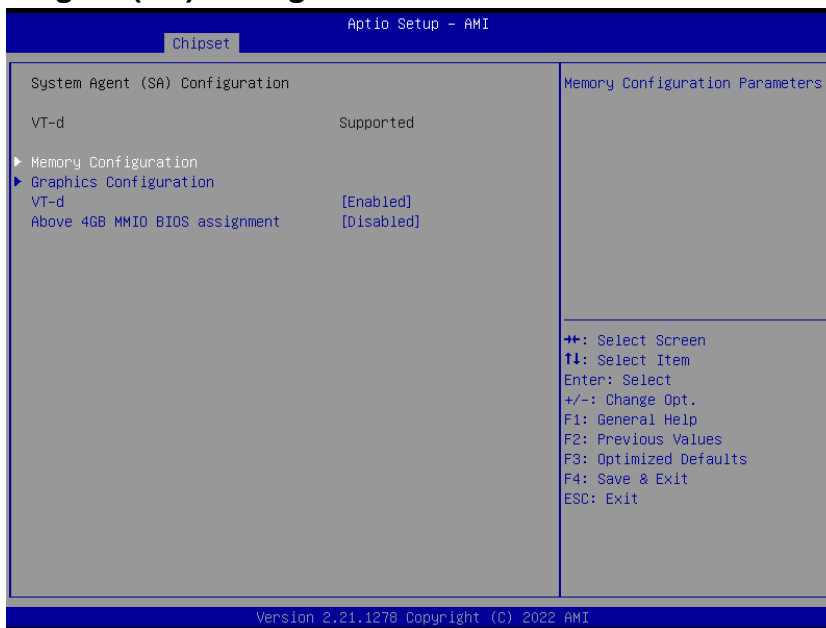 Aptio Setup – AMI
Chipset
System Agent (SA) Configuration
VT-d Supported
Memory Configuration
Graphics Configuration
VT-d [Enabled]
Above 4GB MMIO BIOS assignment [Disabled]
Memory Configuration Parameters
→←: Select Screen
↑↓: Select Item
Enter: Select
+/-: Change Opt.
F1: General Help
F2: Previous Values
F3: Optimized Defaults
F4: Save & Exit
ESC: Exit
Version 2.21.1278 Copyright (C) 2022 AMI